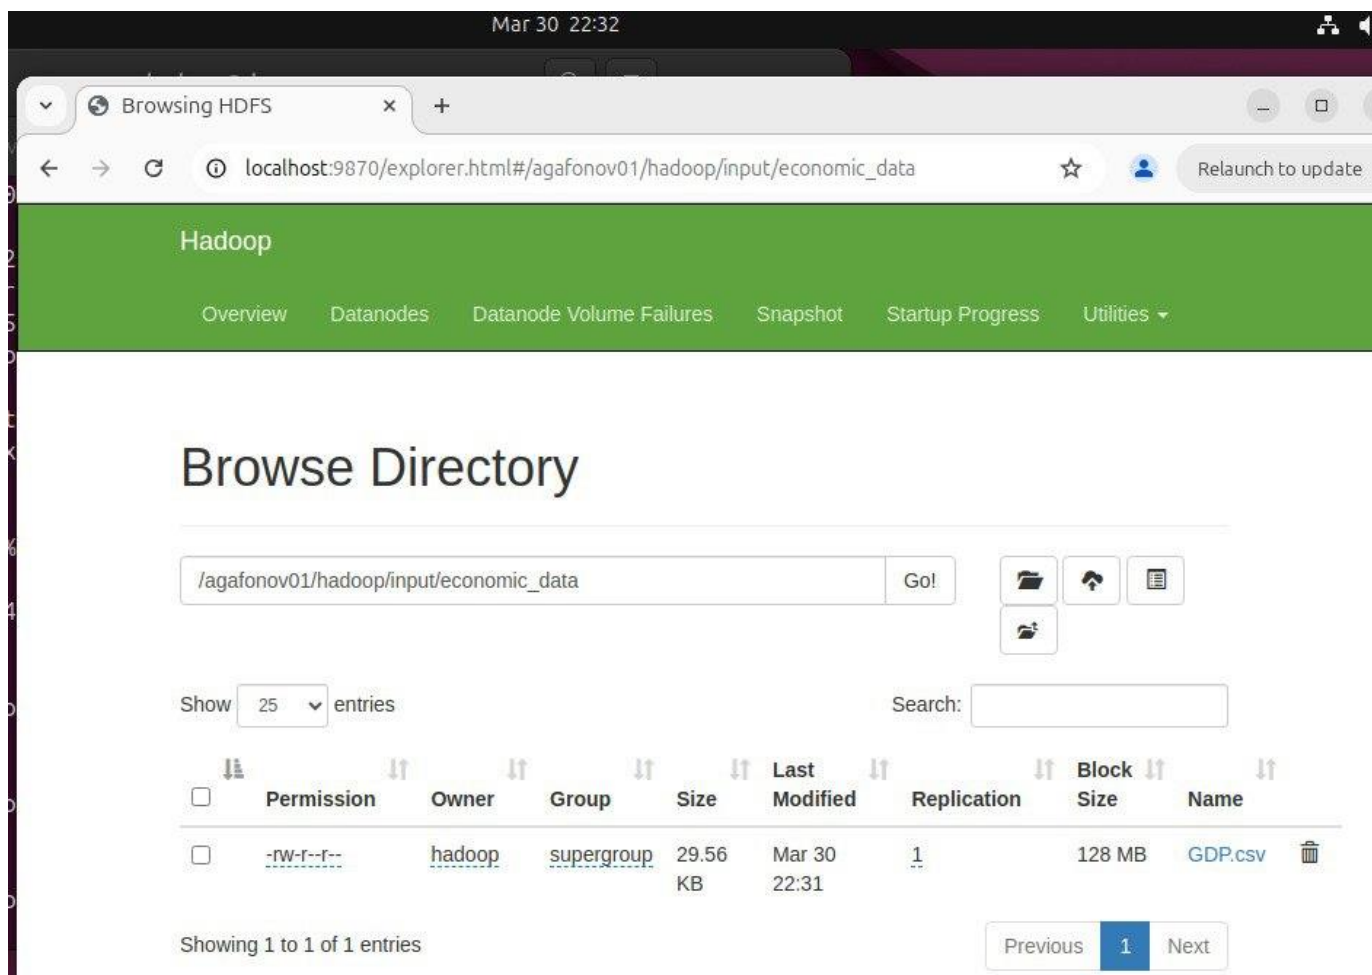 Mar 30 22:32
Browsing HDFS
localhost:9870/explorer.html#/agafonov01/hadoop/input/economic_data
Relaunch to update
Hadoop
Overview Datanodes Datanode Volume Failures Snapshot Startup Progress Utilities
Browse Directory
/agafonov01/hadoop/input/economic_data Go!
Show 25 entries Search:
Permission Owner Group Size Last Modified Replication Block Size Name
-rw-r--r-- hadoop supergroup 29.56 KB Mar 30 22:31 1 128 MB GDP.csv
Showing 1 to 1 of 1 entries Previous 1 Next